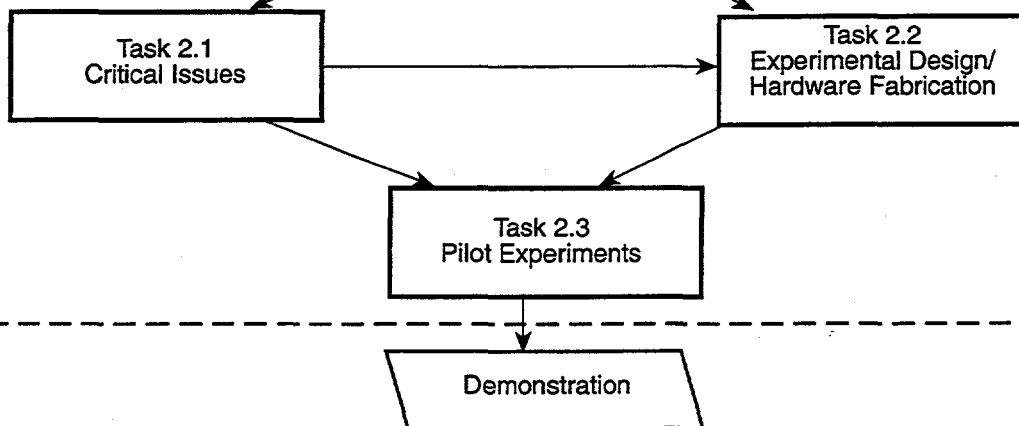 Task 2.1
Critical Issues
Task 2.2
Experimental Design/
Hardware Fabrication
Task 2.3
Pilot Experiments
Demonstration